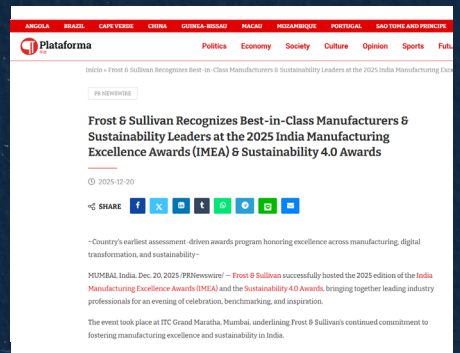 ANGOLA BRAZIL CAPE VERDE CHINA GUINEA-BISSAU MACAU MOZAMBIQUE PORTUGAL SAO TOME AND PRINCIPE
Plataforma
Politics Economy Society Culture Opinion Sports Futu
Início » Frost & Sullivan Recognizes Best-in-Class Manufacturers & Sustainability Leaders at the 2025 India Manufacturing Exce
PR NEWSWIRE
Frost & Sullivan Recognizes Best-in-Class Manufacturers &
Sustainability Leaders at the 2025 India Manufacturing
Excellence Awards (IMEA) & Sustainability 4.0 Awards
2025-12-20
SHARE
~Country's earliest assessment-driven awards program honoring excellence across manufacturing, digital
transformation, and sustainability~
MUMBAI, India, Dec. 20, 2025 /PRNewswire/ — Frost & Sullivan successfully hosted the 2025 edition of the India
Manufacturing Excellence Awards (IMEA) and the Sustainability 4.0 Awards, bringing together leading industry
professionals for an evening of celebration, benchmarking, and inspiration.
The event took place at ITC Grand Maratha, Mumbai, underlining Frost & Sullivan's continued commitment to
fostering manufacturing excellence and sustainability in India.